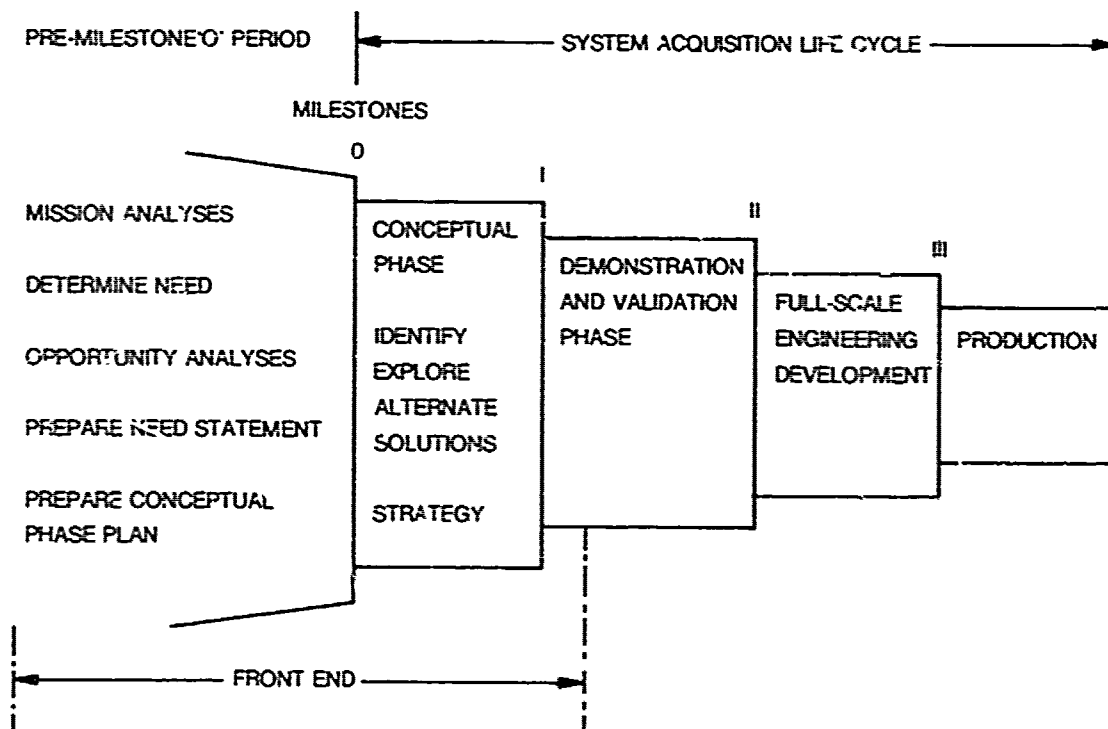 PRE-MILESTONE'O' PERIOD
SYSTEM ACQUISITION LIFE CYCLE
MILESTONES
0
I
II
III
MISSION ANALYSES
DETERMINE NEED
OPPORTUNITY ANALYSES
PREPARE NEED STATEMENT
PREPARE CONCEPTUAL
PHASE PLAN
CONCEPTUAL
PHASE
IDENTIFY
EXPLORE
ALTERNATE
SOLUTIONS
STRATEGY
DEMONSTRATION
AND VALIDATION
PHASE
FULL-SCALE
ENGINEERING
DEVELOPMENT
PRODUCTION
FRONT END